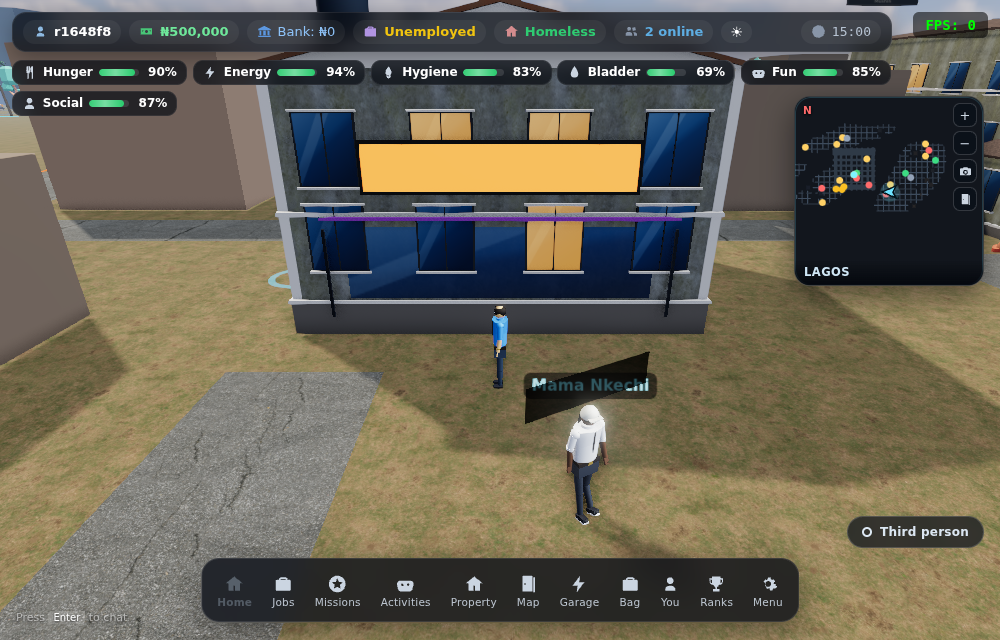 r1648f8
₦500,000
Bank: ₦0
Unemployed
Homeless
2 online
15:00
FPS: 0
Hunger 90%
Energy 94%
Hygiene 83%
Bladder 69%
Fun 85%
Social 87%
N
+
−
LAGOS
Mama Nkechi
Third person
Home
Jobs
Missions
Activities
Property
Map
Garage
Bag
You
Ranks
Menu
Press Enter to chat